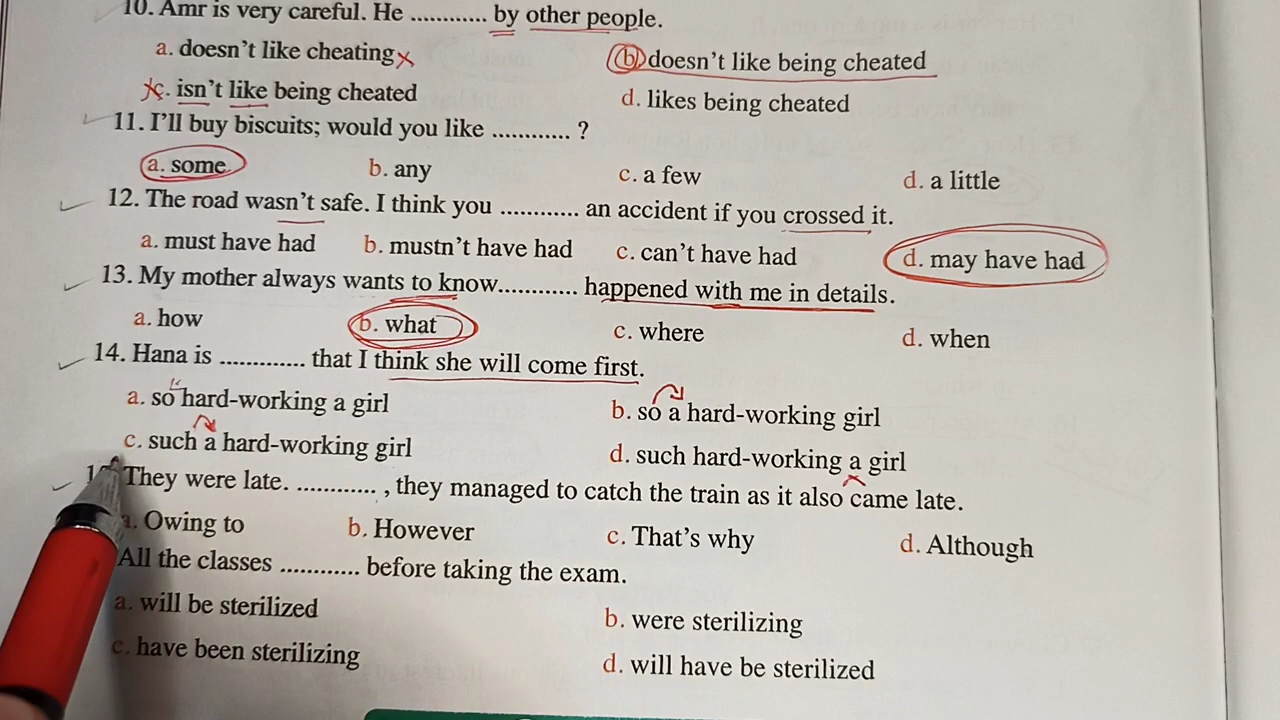 10. Amr is very careful. He ............ by other people.
a. doesn't like cheating
b. doesn't like being cheated
c. isn't like being cheated
d. likes being cheated
11. I'll buy biscuits; would you like ............ ?
a. some
b. any
c. a few
d. a little
12. The road wasn't safe. I think you ............ an accident if you crossed it.
a. must have had
b. mustn't have had
c. can't have had
d. may have had
13. My mother always wants to know............ happened with me in details.
a. how
b. what
c. where
d. when
14. Hana is ............ that I think she will come first.
a. so hard-working a girl
b. so a hard-working girl
c. such a hard-working girl
d. such hard-working a girl
They were late. ............ , they managed to catch the train as it also came late.
a. Owing to
b. However
c. That's why
d. Although
All the classes ............ before taking the exam.
a. will be sterilized
b. were sterilizing
c. have been sterilizing
d. will have be sterilized